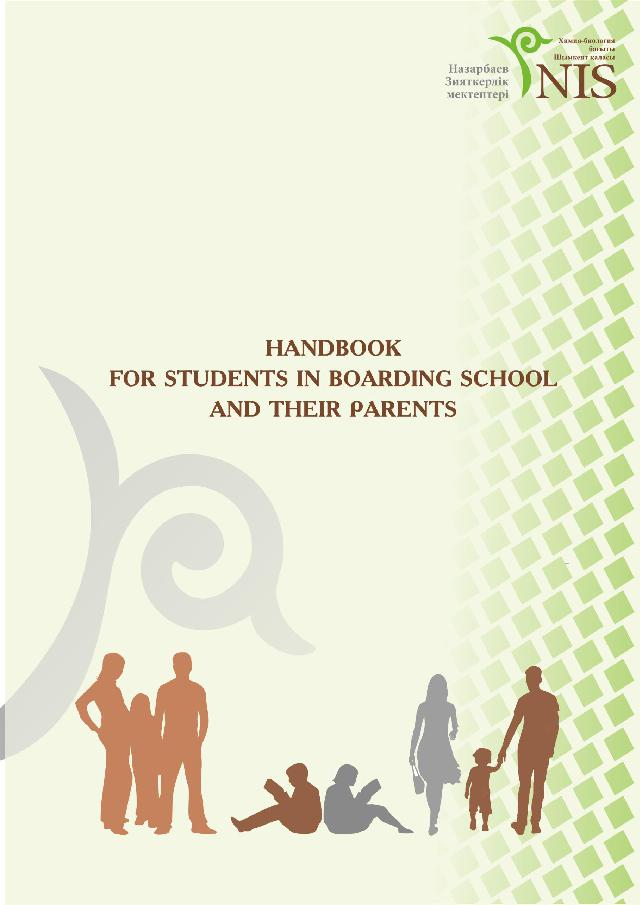 Химия-биология
бағыты
Шымкент қаласы
Назарбаев
Зияткерлік
мектептері
NIS
HANDBOOK
FOR STUDENTS IN BOARDING SCHOOL
AND THEIR PARENTS